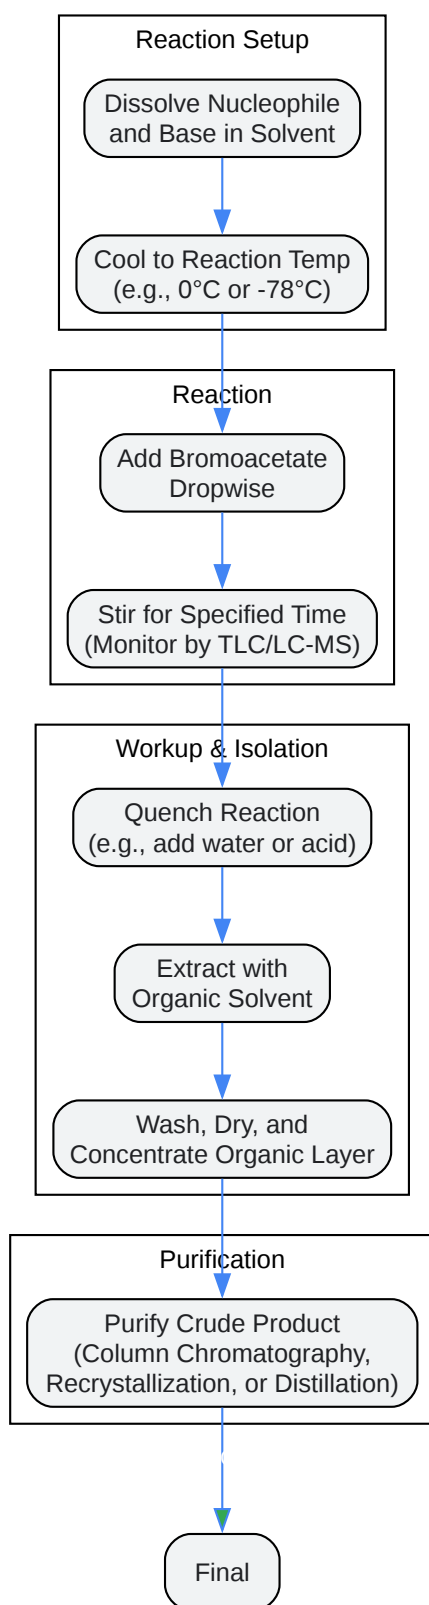 Reaction Setup
Dissolve Nucleophile
and Base in Solvent
Cool to Reaction Temp
(e.g., 0°C or -78°C)
Reaction
Add Bromoacetate
Dropwise
Stir for Specified Time
(Monitor by TLC/LC-MS)
Workup & Isolation
Quench Reaction
(e.g., add water or acid)
Extract with
Organic Solvent
Wash, Dry, and
Concentrate Organic Layer
Purification
Purify Crude Product
(Column Chromatography,
Recrystallization, or Distillation)
Final